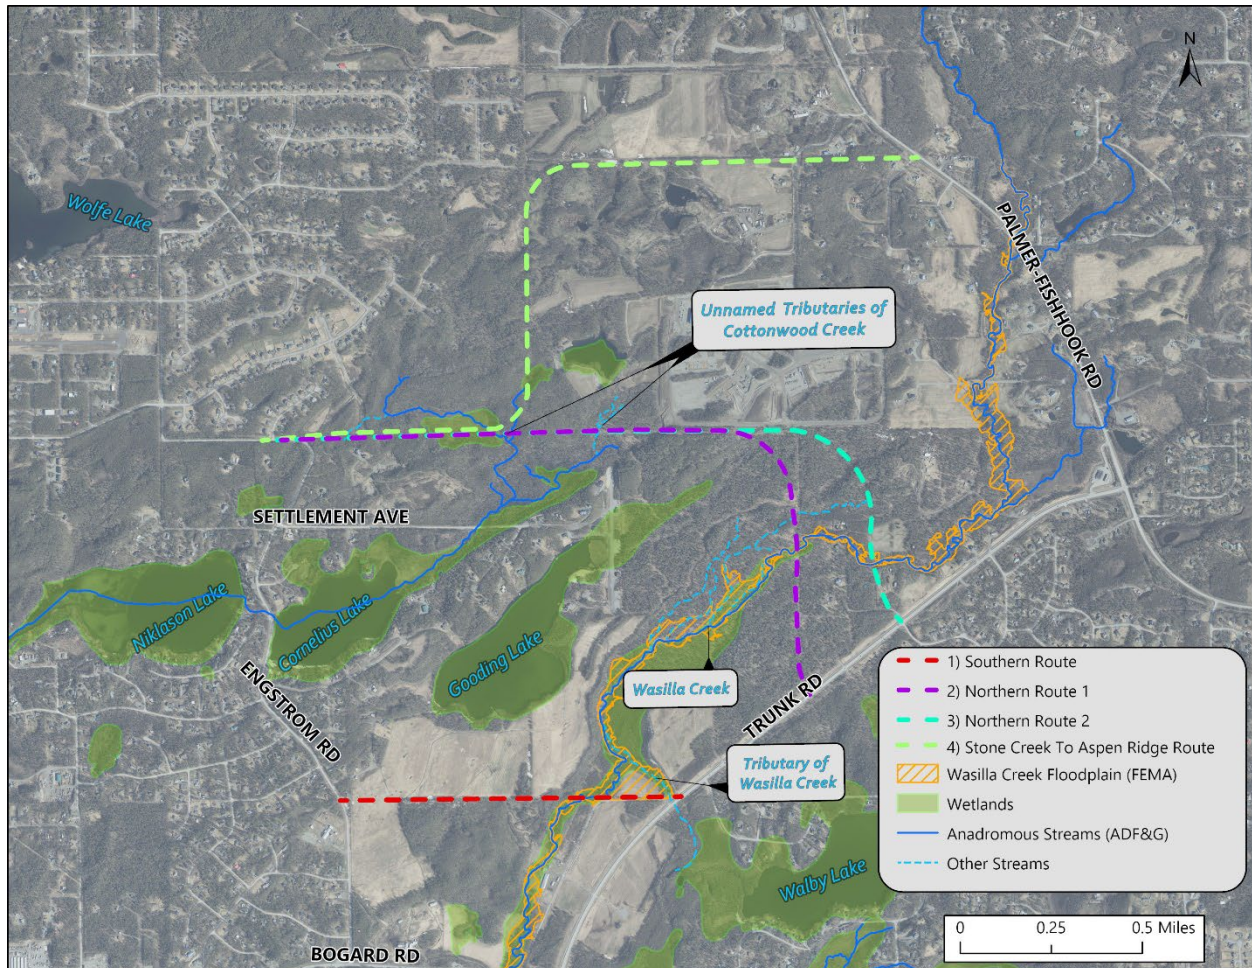 N
Wolfe Lake
PALMER-FISHHOOK RD
Unnamed Tributaries of
Cottonwood Creek
SETTLEMENT AVE
Niklason Lake
Cornelius Lake
Gooding Lake
ENGSTROM RD
Wasilla Creek
TRUNK RD
Tributary of
Wasilla Creek
Walby Lake
BOGARD RD
1) Southern Route
2) Northern Route 1
3) Northern Route 2
4) Stone Creek To Aspen Ridge Route
Wasilla Creek Floodplain (FEMA)
Wetlands
Anadromous Streams (ADF&G)
Other Streams
0 0.25 0.5 Miles